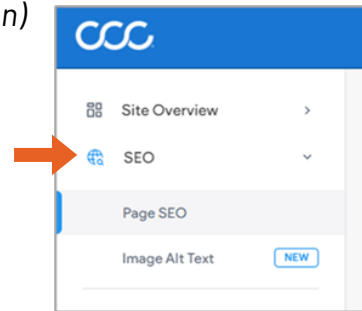 n)
CCC
Site Overview
SEO
Page SEO
Image Alt Text NEW